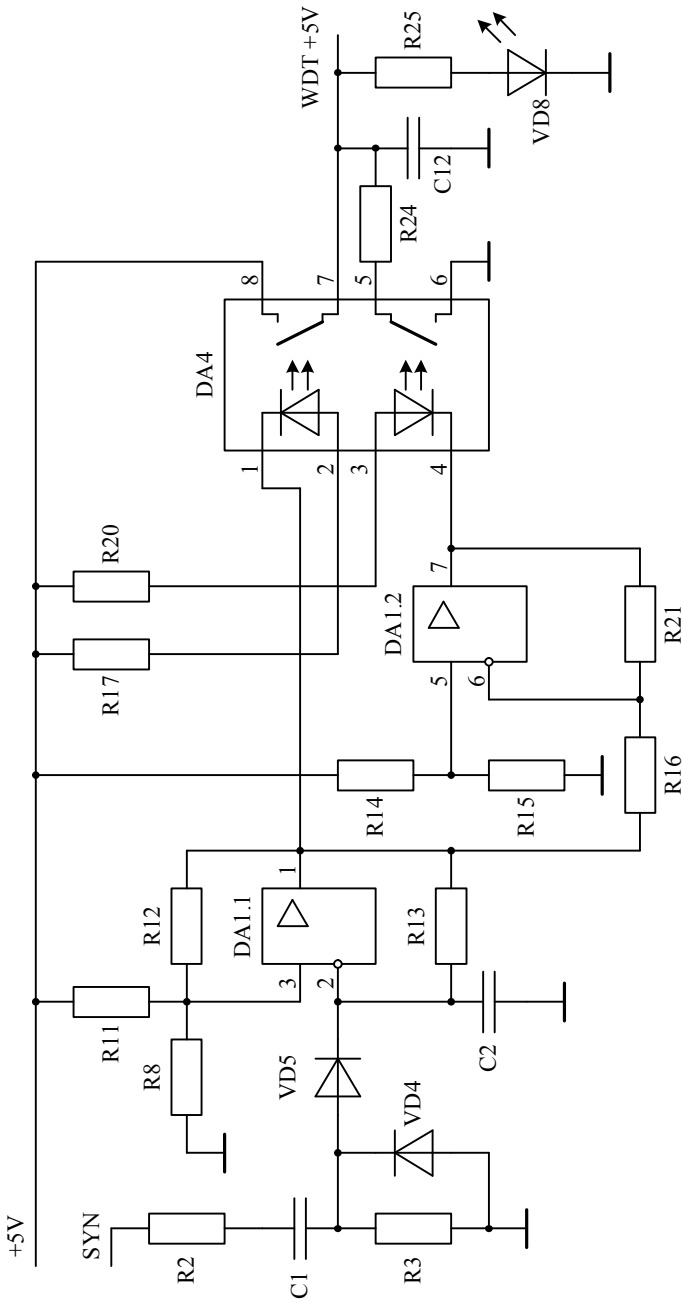 +5V
SYN
R2
C1
R3
VD4
VD5
R8
R11
R12
DA1.1
3
2
1
R13
C2
R14
R15
R16
R17
R20
DA1.2
5
6
7
R21
DA4
1
2
3
4
8
7
5
6
R24
C12
WDT +5V
R25
VD8